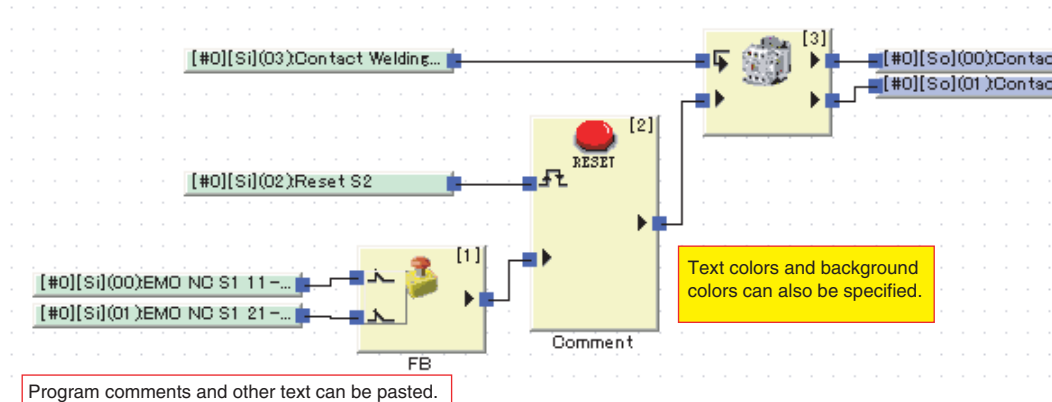 [3]
[#0][Si](03):Contact Welding...
[#0][So](00):Contac
[#0][So](01):Contac
[2]
RESET
[#0][Si](02):Reset S2
[1]
[#0][Si](00):EMO NC S1 11-...
[#0][Si](01):EMO NC S1 21-...
Text colors and background
colors can also be specified.
Comment
FB
Program comments and other text can be pasted.